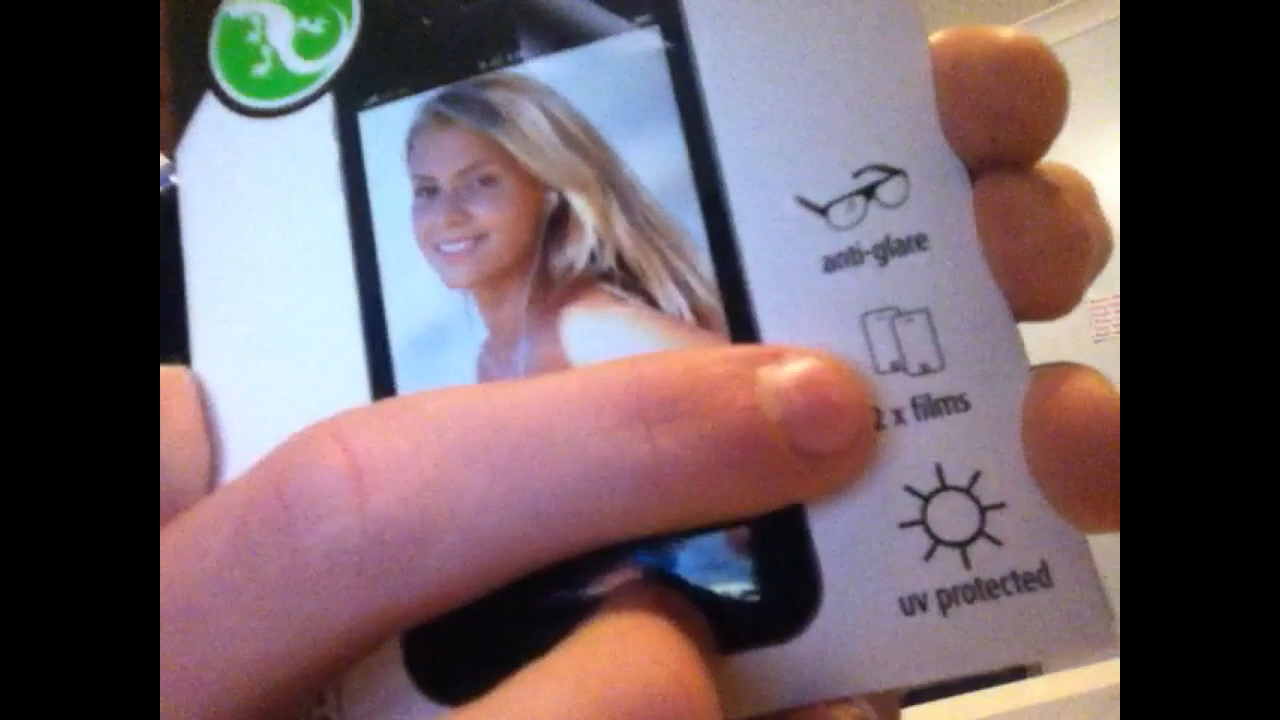 anti-glare
2 x films
uv protected